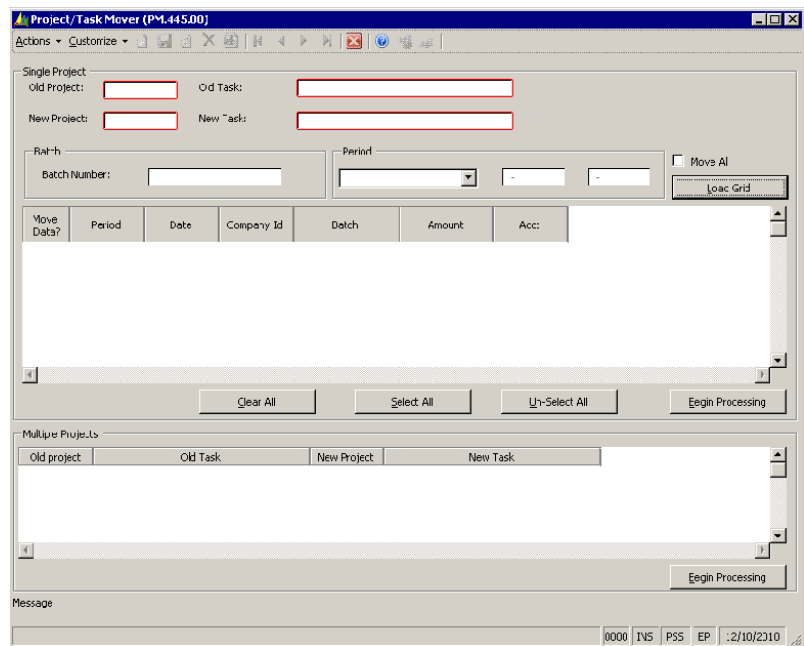 Project/Task Mover (PM.445.00)
Actions Customize
Single Project
Old Project: Old Task:
New Project: New Task:
Batch Period
Batch Number: - - Move All
Load Grid
Move Data? Period Date Company Id Batch Amount Acct
Clear All Select All Un-Select All Begin Processing
Multiple Projects
Old project Old Task New Project New Task
Begin Processing
Message
0000 INS PSS EP 12/10/2010